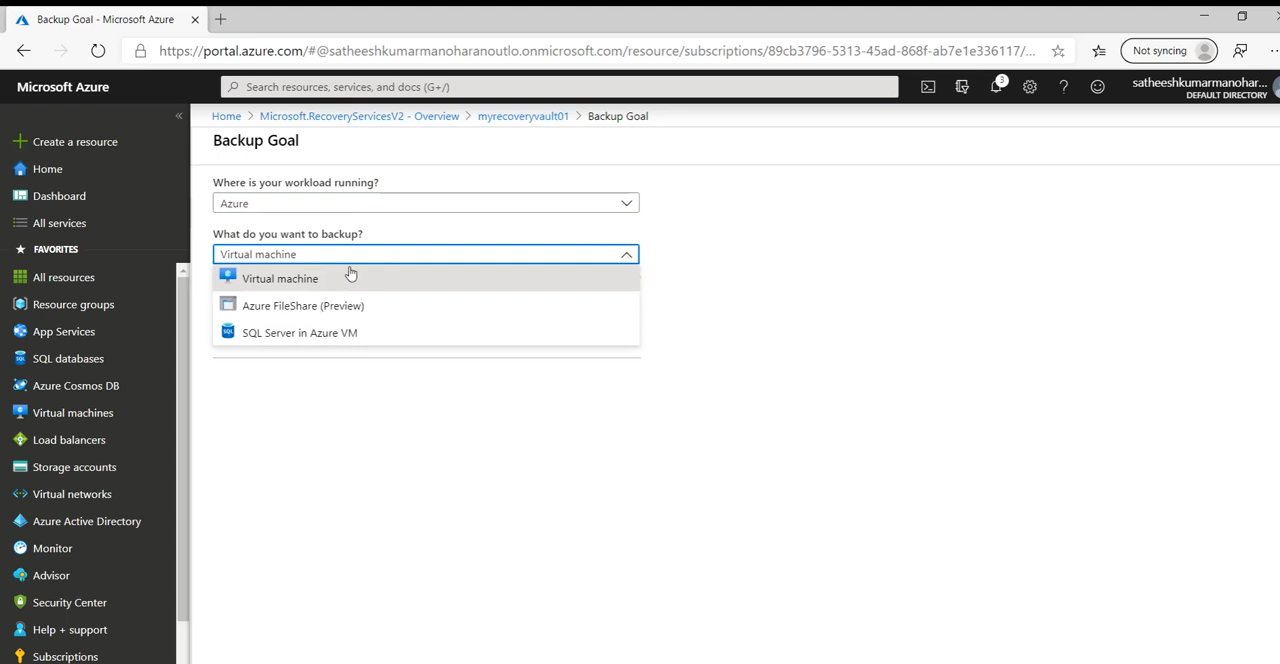 Backup Goal - Microsoft Azure
https://portal.azure.com/#@satheeshkumarmanoharanoutlo.onmicrosoft.com/resource/subscriptions/89cb3796-5313-45ad-868f-ab7e1e336117/...
Not syncing
Microsoft Azure
Search resources, services, and docs (G+/)
3
satheeshkumarmanohar...
DEFAULT DIRECTORY
Home > Microsoft.RecoveryServicesV2 - Overview > myrecoveryvault01 > Backup Goal
Backup Goal
Create a resource
Home
Dashboard
All services
FAVORITES
All resources
Resource groups
App Services
SQL databases
Azure Cosmos DB
Virtual machines
Load balancers
Storage accounts
Virtual networks
Azure Active Directory
Monitor
Advisor
Security Center
Help + support
Subscriptions
Where is your workload running?
Azure
What do you want to backup?
Virtual machine
Virtual machine
Azure FileShare (Preview)
SQL Server in Azure VM